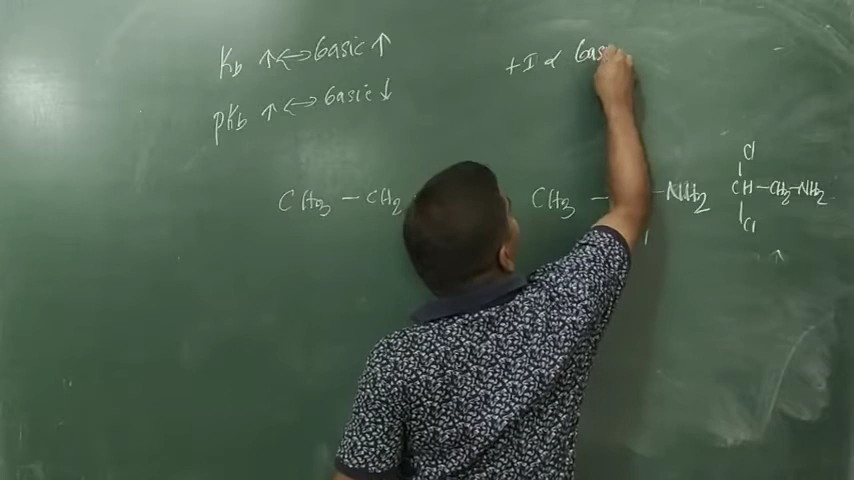 Kb ↑ ↔ basic ↑
+I ∝ bas
pKb ↑ ↔ basic ↓
Cl
CH3 — CH2
CH3 — — NH2
CH—CH2—NH2
Cl
↑